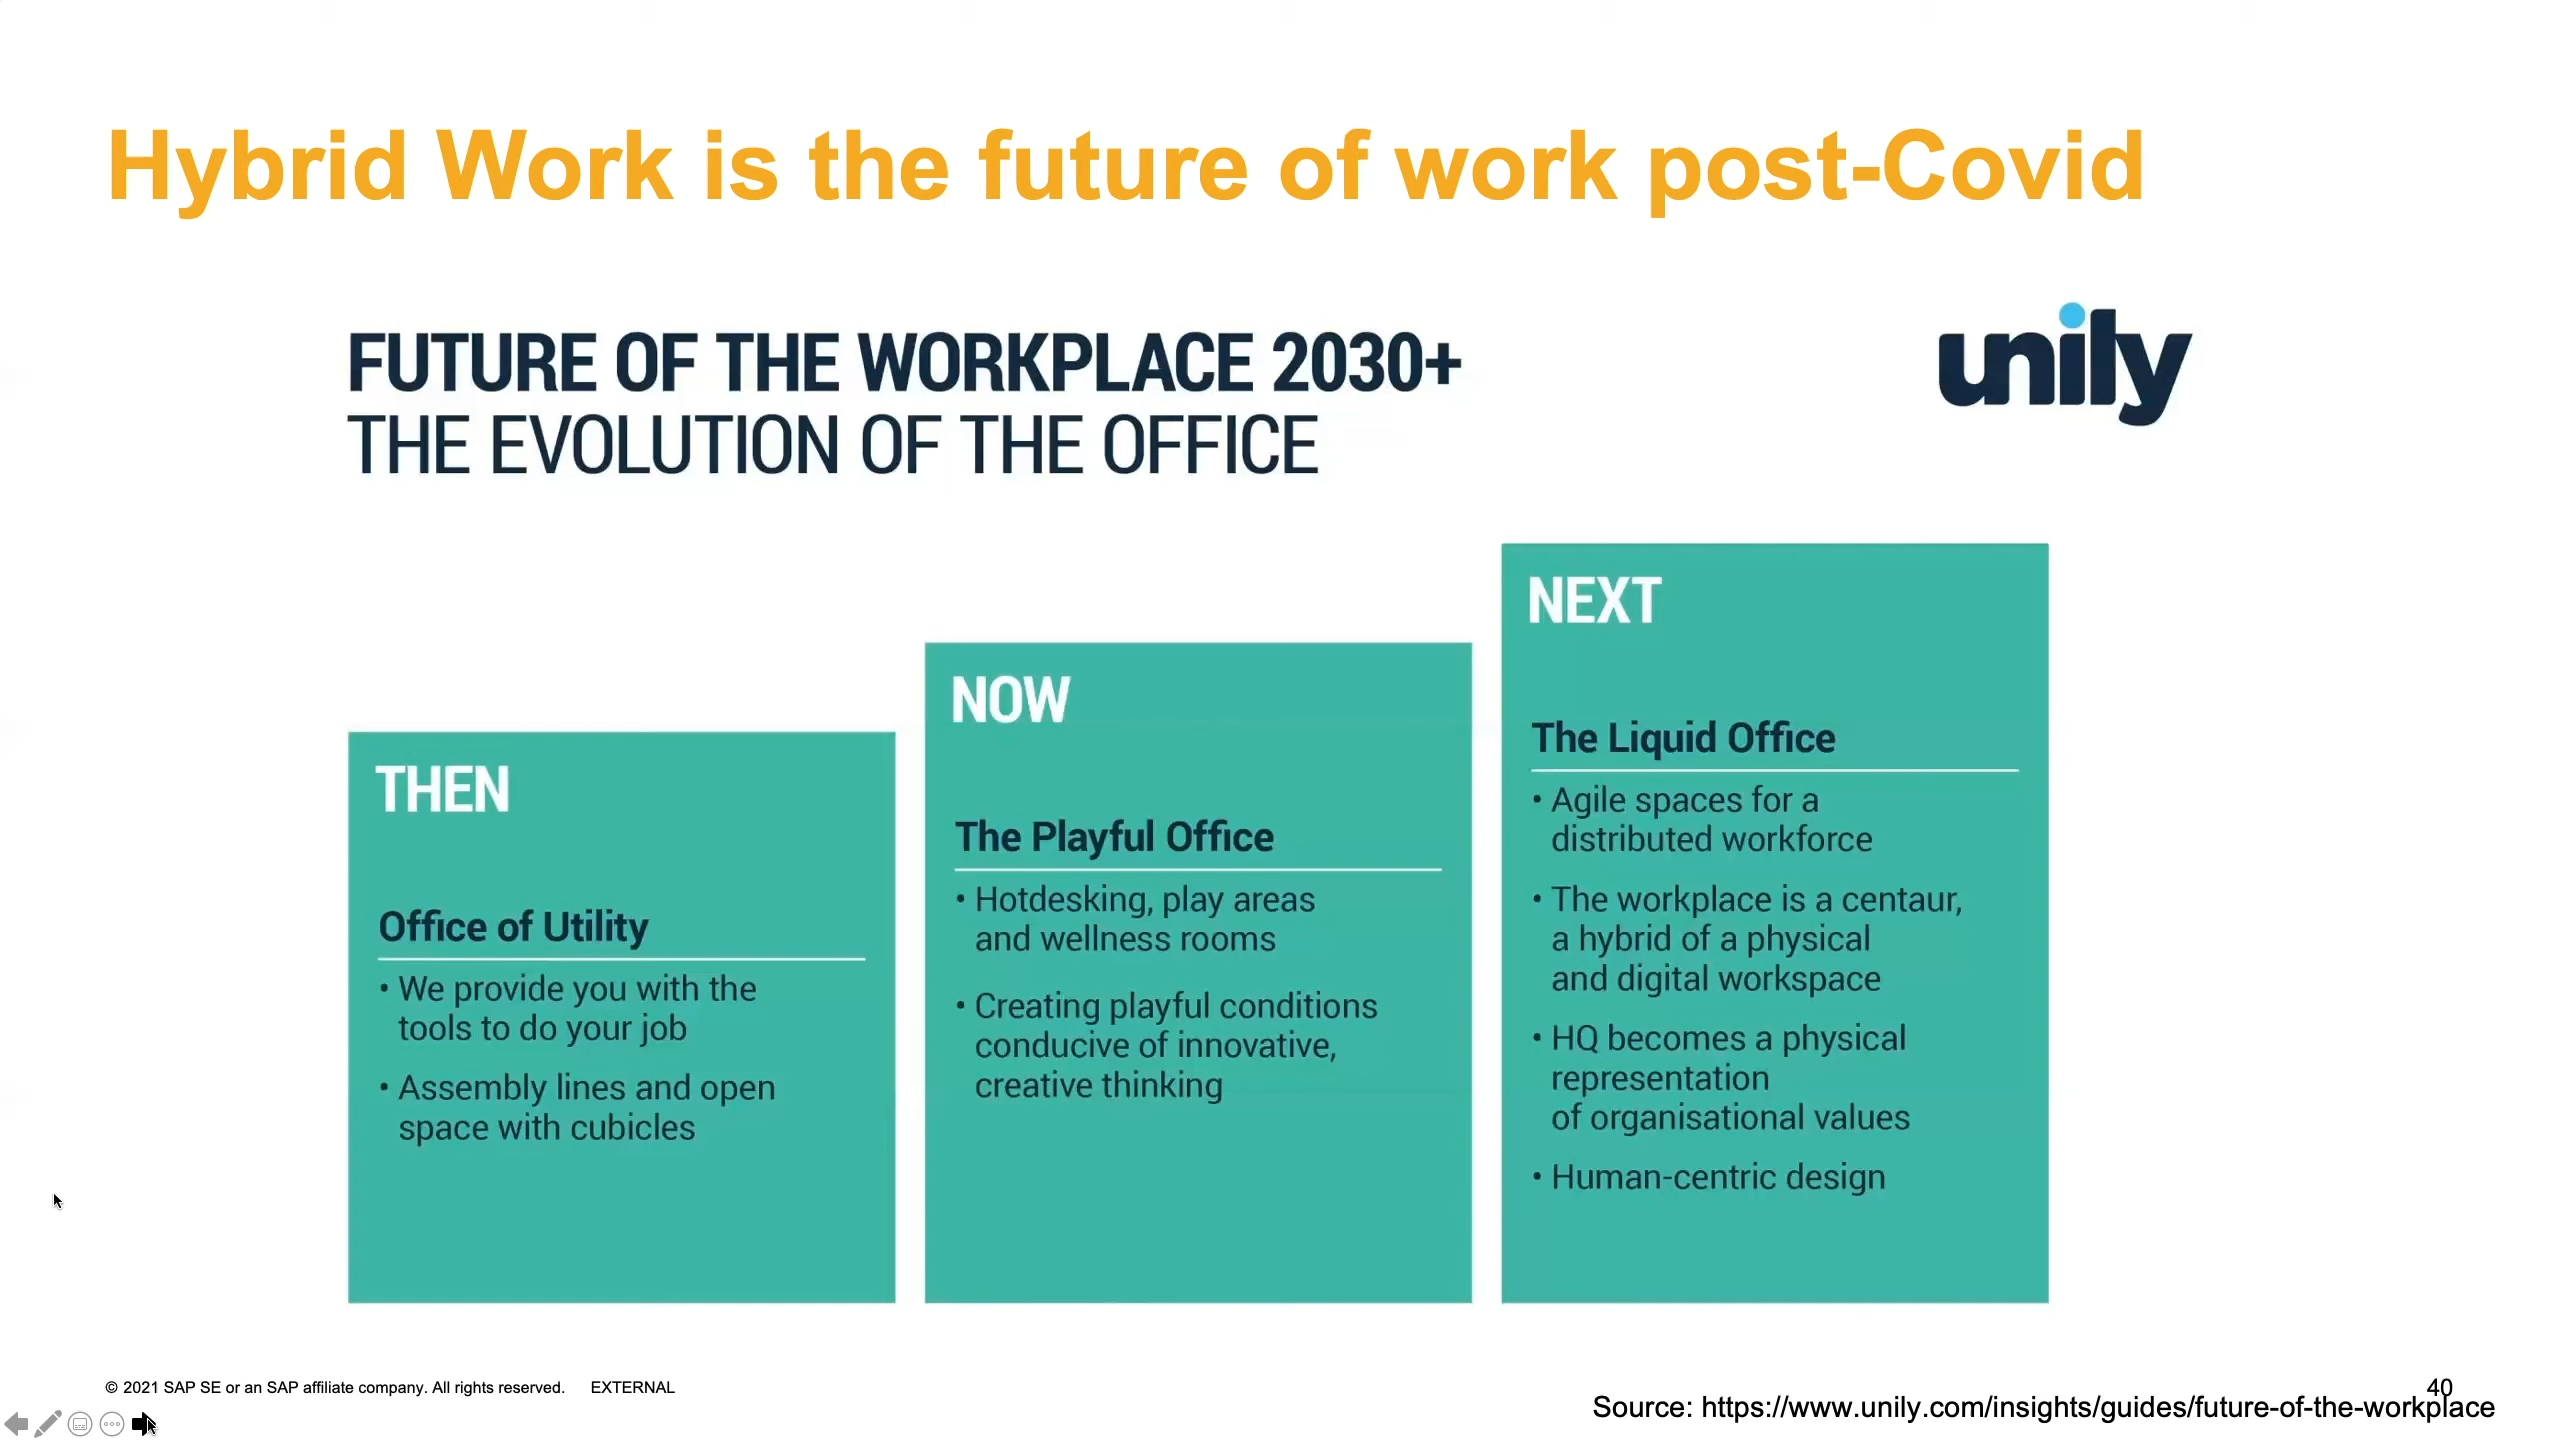 Hybrid Work is the future of work post-Covid
FUTURE OF THE WORKPLACE 2030+
THE EVOLUTION OF THE OFFICE
unily
THEN
Office of Utility
• We provide you with the
tools to do your job
• Assembly lines and open
space with cubicles
NOW
The Playful Office
• Hotdesking, play areas
and wellness rooms
• Creating playful conditions
conducive of innovative,
creative thinking
NEXT
The Liquid Office
• Agile spaces for a
distributed workforce
• The workplace is a centaur,
a hybrid of a physical
and digital workspace
• HQ becomes a physical
representation
of organisational values
• Human-centric design
© 2021 SAP SE or an SAP affiliate company. All rights reserved. EXTERNAL
40
Source: https://www.unily.com/insights/guides/future-of-the-workplace